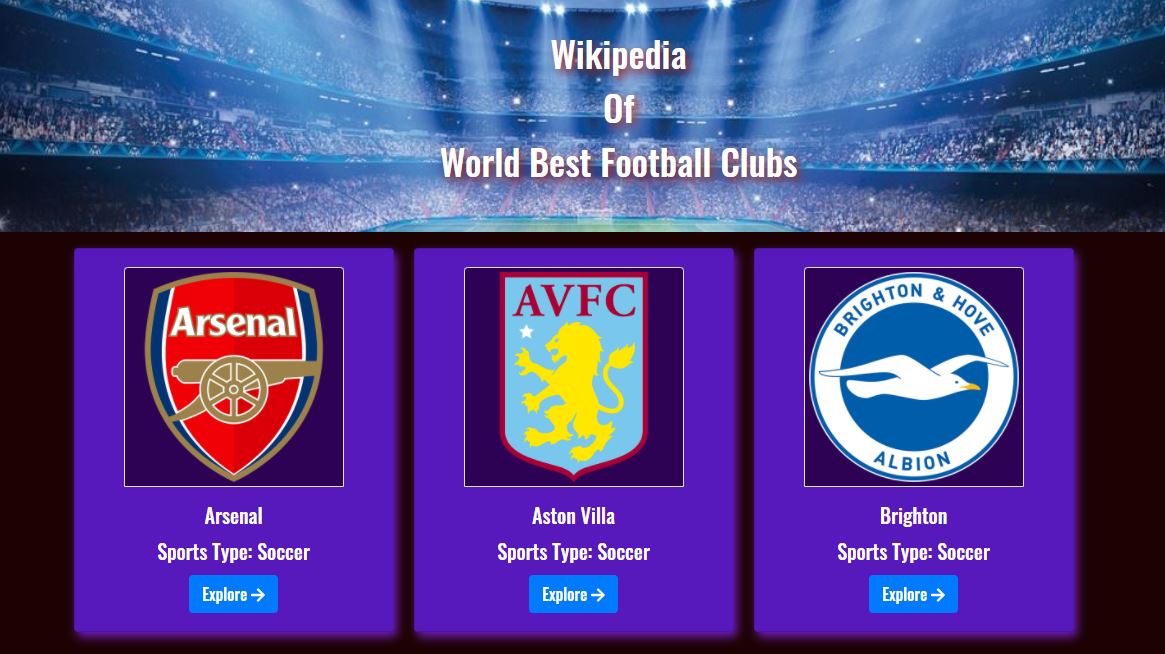 Wikipedia
Of
World Best Football Clubs
Arsenal
AVFC
BRIGHTON & HOVE
ALBION
Arsenal
Aston Villa
Brighton
Sports Type: Soccer
Sports Type: Soccer
Sports Type: Soccer
Explore
Explore
Explore